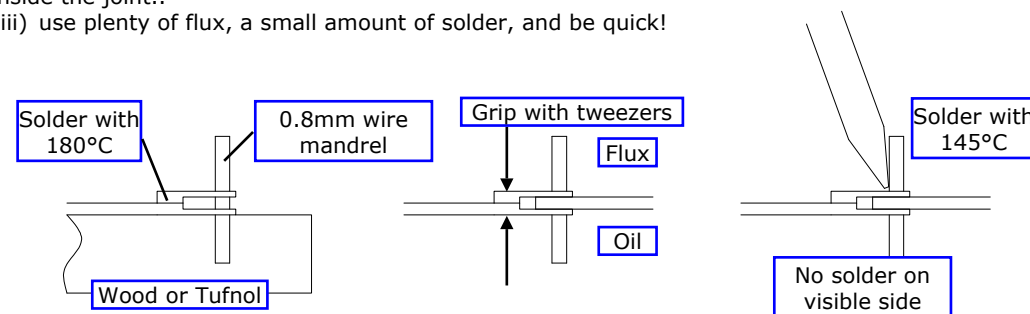 inside the joint..
iii) use plenty of flux, a small amount of solder, and be quick!
Solder with
180°C
0.8mm wire
mandrel
Wood or Tufnol
Grip with tweezers
Flux
Oil
Solder with
145°C
No solder on
visible side